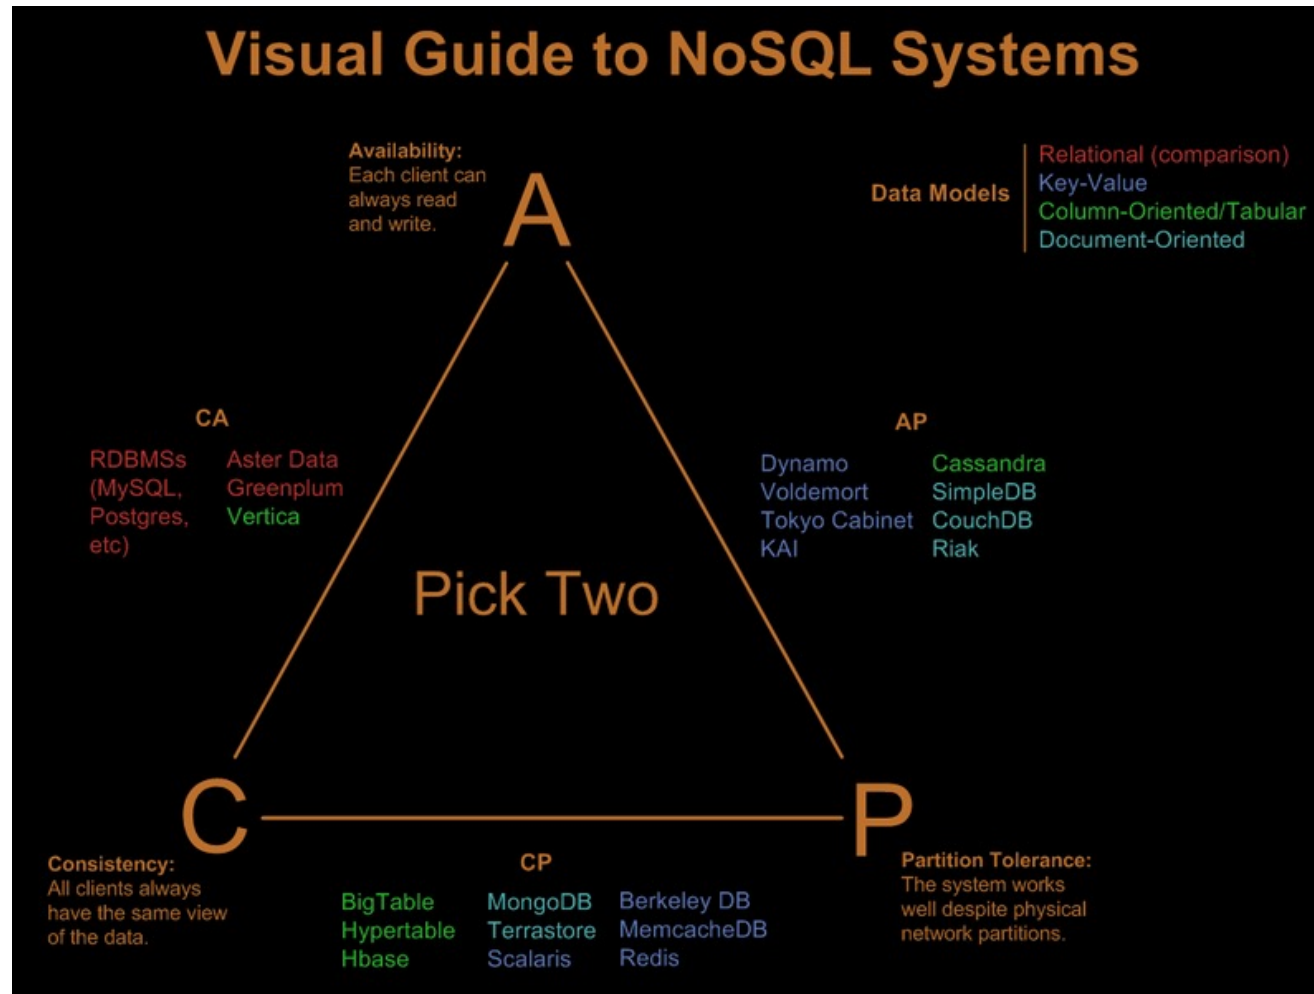 Visual Guide to NoSQL Systems
Availability:
Each client can
always read
and write.
A
Data Models
Relational (comparison)
Key-Value
Column-Oriented/Tabular
Document-Oriented
CA
RDBMSs
(MySQL,
Postgres,
etc)
Aster Data
Greenplum
Vertica
AP
Dynamo
Voldemort
Tokyo Cabinet
KAI
Cassandra
SimpleDB
CouchDB
Riak
Pick Two
C
Consistency:
All clients always
have the same view
of the data.
CP
BigTable
Hypertable
Hbase
MongoDB
Terrastore
Scalaris
Berkeley DB
MemcacheDB
Redis
P
Partition Tolerance:
The system works
well despite physical
network partitions.